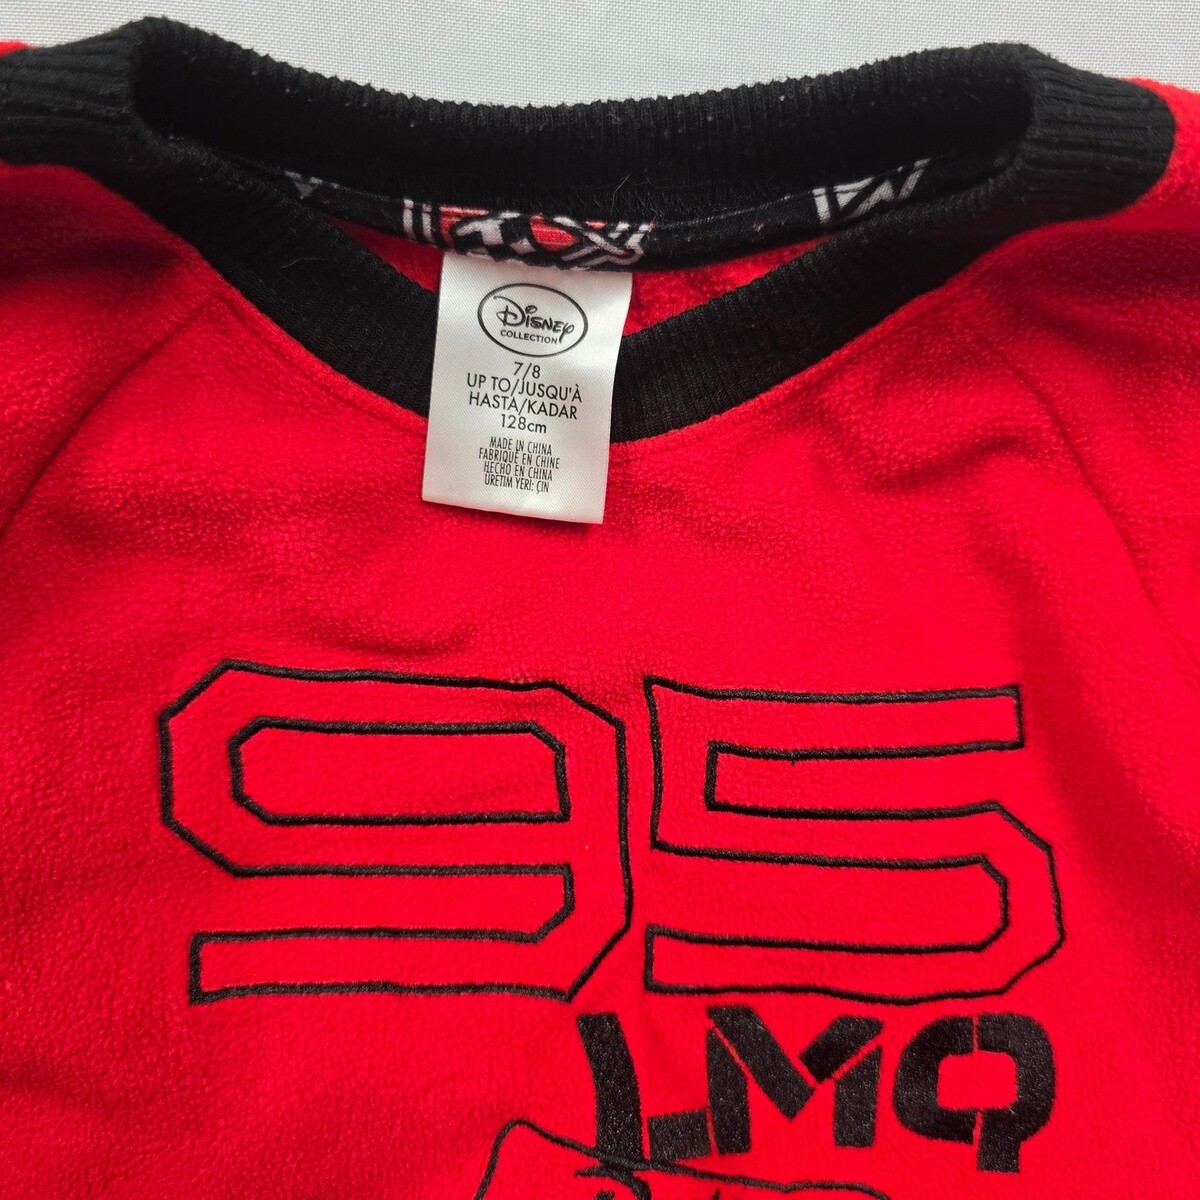 Disney
COLLECTION
7/8
UP TO/JUSQU'À
HASTA/KADAR
128cm
MADE IN CHINA
FABRIQUÉ EN CHINE
HECHO EN CHINA
ÜRETIM YERI: ÇIN
95
LMQ